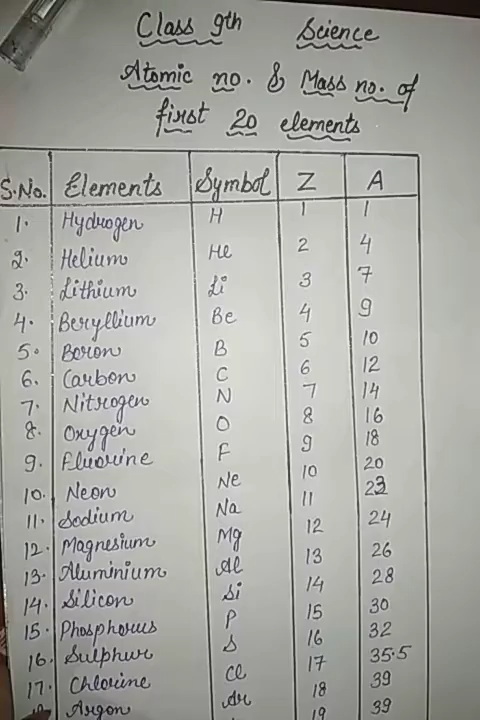 Class 9th Science
Atomic no. & Mass no. of
first 20 elements
S.No. Elements Symbol Z A
1. Hydrogen H 1 1
2. Helium He 2 4
3. Lithium Li 3 7
4. Beryllium Be 4 9
5. Boron B 5 10
6. Carbon C 6 12
7. Nitrogen N 7 14
8. Oxygen O 8 16
9. Fluorine F 9 18
10. Neon Ne 10 20
11. Sodium Na 11 23
12. Magnesium Mg 12 24
13. Aluminium Al 13 26
14. Silicon Si 14 28
15. Phosphorus P 15 30
16. Sulphur S 16 32
17. Chlorine Cl 17 35.5
Argon Ar 18 39
19 39